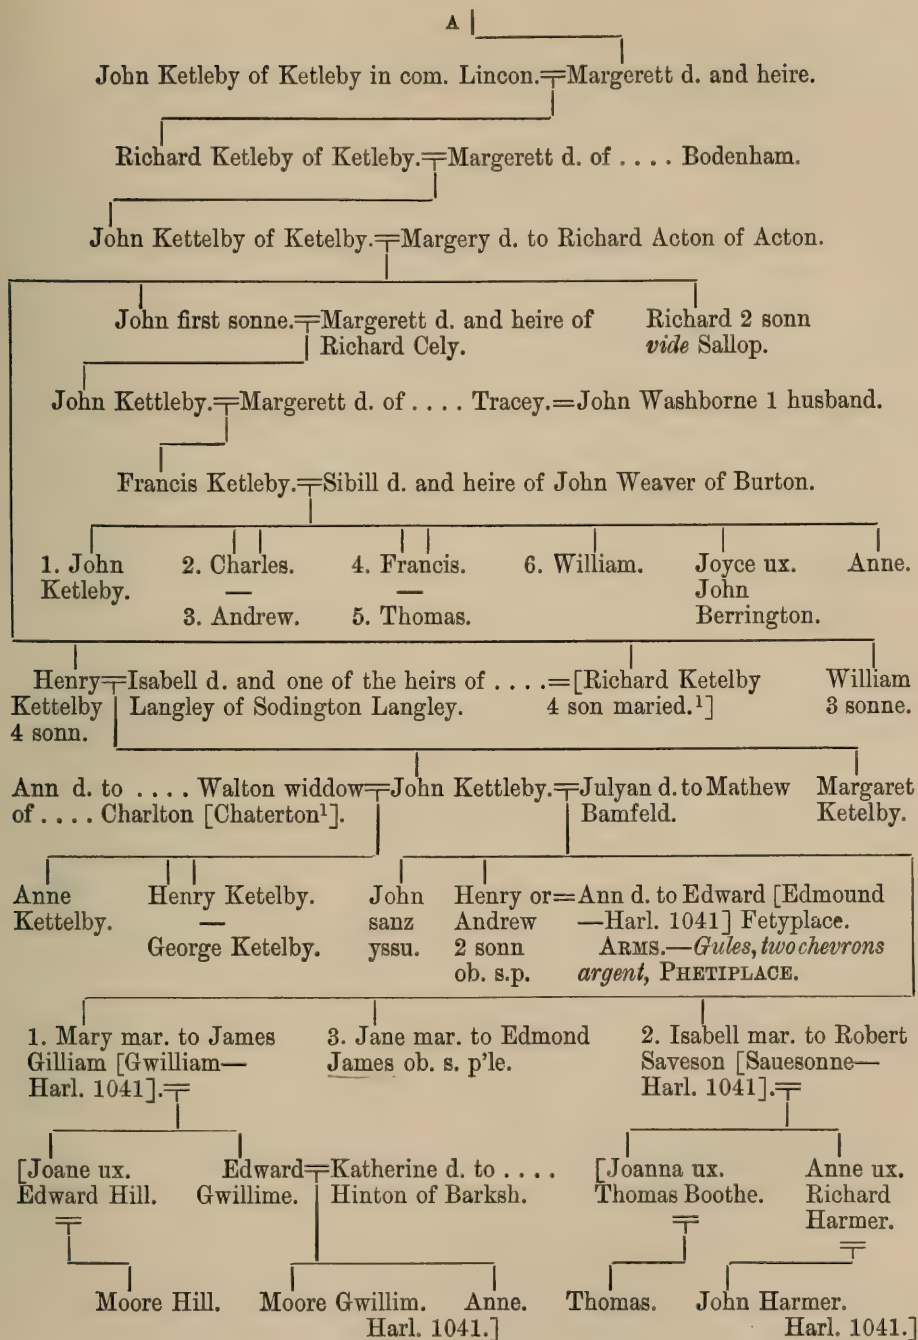 A
John Ketleby of Ketleby in com. Lincon.=Margerett d. and heire.
Richard Ketleby of Ketleby.=Margerett d. of . . . . Bodenham.
John Kettelby of Ketelby.=Margery d. to Richard Acton of Acton.
John first sonne.=Margerett d. and heire of
Richard Cely.
Richard 2 sonn
vide Sallop.
John Kettleby.=Margerett d. of . . . . Tracey.=John Washborne 1 husband.
Francis Ketleby.=Sibill d. and heire of John Weaver of Burton.
1. John
Ketleby.
2. Charles.
—
3. Andrew.
4. Francis.
—
5. Thomas.
6. William.
Joyce ux.
John
Berrington.
Anne.
Henry
Kettelby
4 sonn.
=Isabell d. and one of the heirs of . . . .
Langley of Sodington Langley.
=[Richard Ketelby
4 son maried.¹]
William
3 sonne.
Ann d. to . . . . Walton widdow
of . . . . Charlton [Chaterton¹].
=John Kettleby.=
Julyan d. to Mathew
Bamfeld.
Margaret
Ketelby.
Anne
Kettelby.
Henry Ketelby.
—
George Ketelby.
John
sanz
yssu.
Henry or
Andrew
2 sonn
ob. s.p.
=Ann d. to Edward [Edmound
—Harl. 1041] Fetyplace.
ARMS.—Gules, two chevrons
argent, PHETIPLACE.
1. Mary mar. to James
Gilliam [Gwilliam—
Harl. 1041].=
3. Jane mar. to Edmond
James ob. s. p'le.
2. Isabell mar. to Robert
Saveson [Sauesonne—
Harl. 1041].=
[Joane ux.
Edward Hill.
Edward
Gwillime.
=Katherine d. to . . . .
Hinton of Barksh.
[Joanna ux.
Thomas Boothe.
Anne ux.
Richard
Harmer.
Moore Hill.
Moore Gwillim.
Anne.
Harl. 1041.]
Thomas.
John Harmer.
Harl. 1041.]